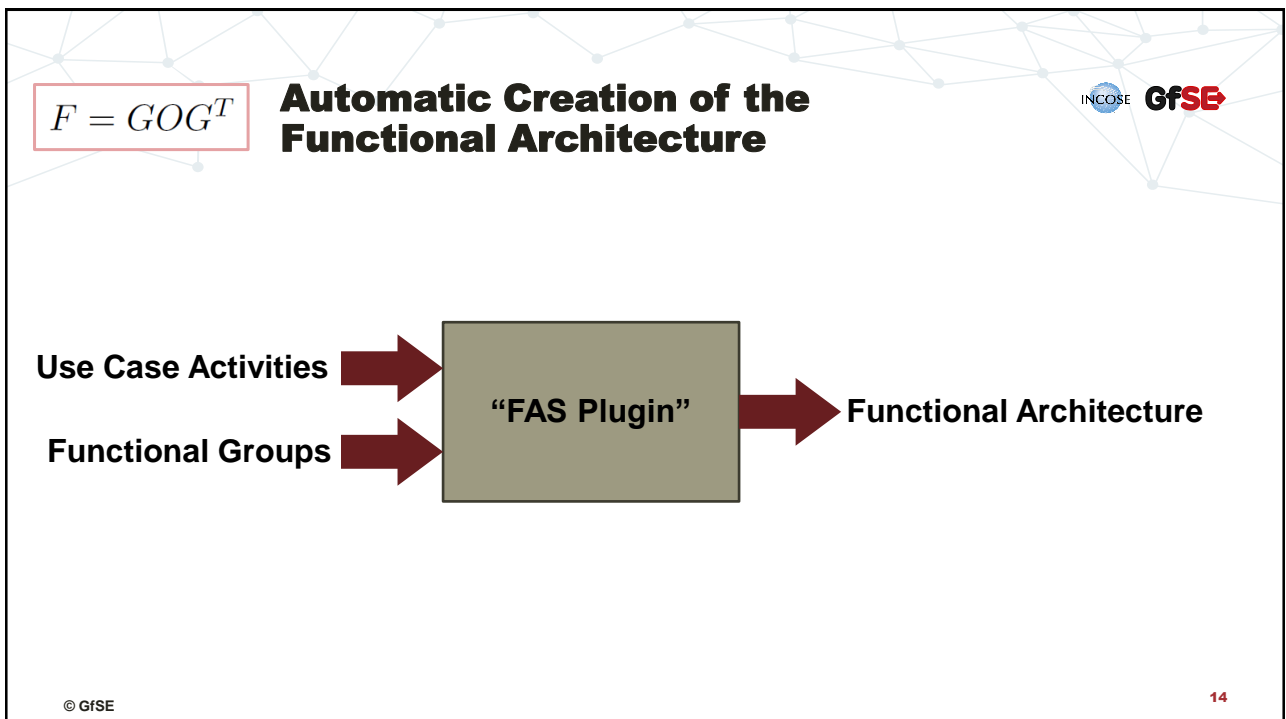 F = GOG^T
Automatic Creation of the
Functional Architecture
INCOSE GfSE
Use Case Activities
Functional Groups
“FAS Plugin”
Functional Architecture
© GfSE
14